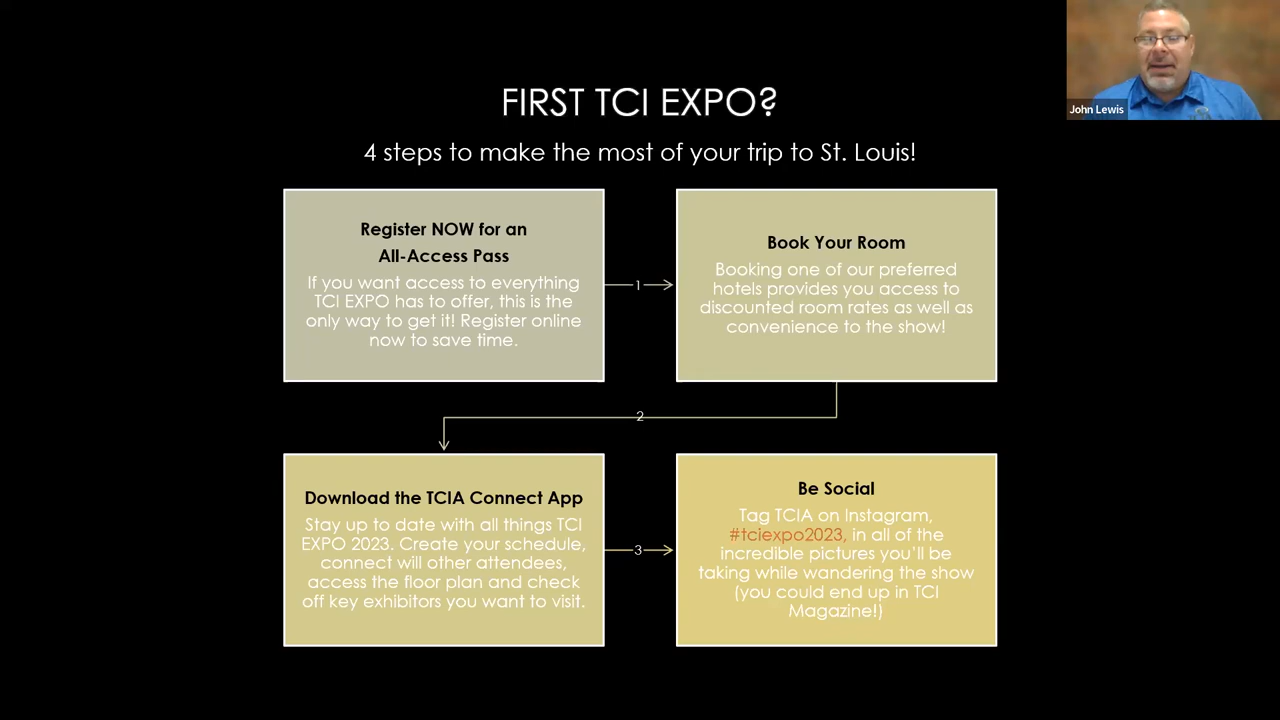 John Lewis
FIRST TCI EXPO?
4 steps to make the most of your trip to St. Louis!
Register NOW for an
All-Access Pass
If you want access to everything
TCI EXPO has to offer, this is the
only way to get it! Register online
now to save time.
1
Book Your Room
Booking one of our preferred
hotels provides you access to
discounted room rates as well as
convenience to the show!
2
Download the TCIA Connect App
Stay up to date with all things TCI
EXPO 2023. Create your schedule,
connect will other attendees,
access the floor plan and check
off key exhibitors you want to visit.
3
Be Social
Tag TCIA on Instagram,
#tciexpo2023, in all of the
incredible pictures you'll be
taking while wandering the show
(you could end up in TCI
Magazine!)